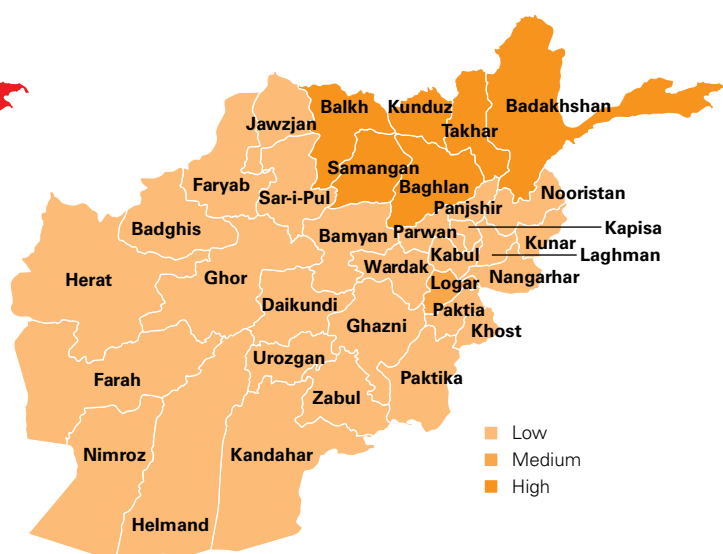 Balkh
Kunduz
Badakhshan
Jawzjan
Takhar
Samangan
Faryab
Baghlan
Sar-i-Pul
Nooristan
Panjshir
Badghis
Bamyan
Parwan
Kapisa
Kunar
Kabul
Laghman
Herat
Ghor
Wardak
Nangarhar
Logar
Daikundi
Paktia
Ghazni
Khost
Urozgan
Farah
Paktika
Zabul
Low
Nimroz
Kandahar
Medium
High
Helmand